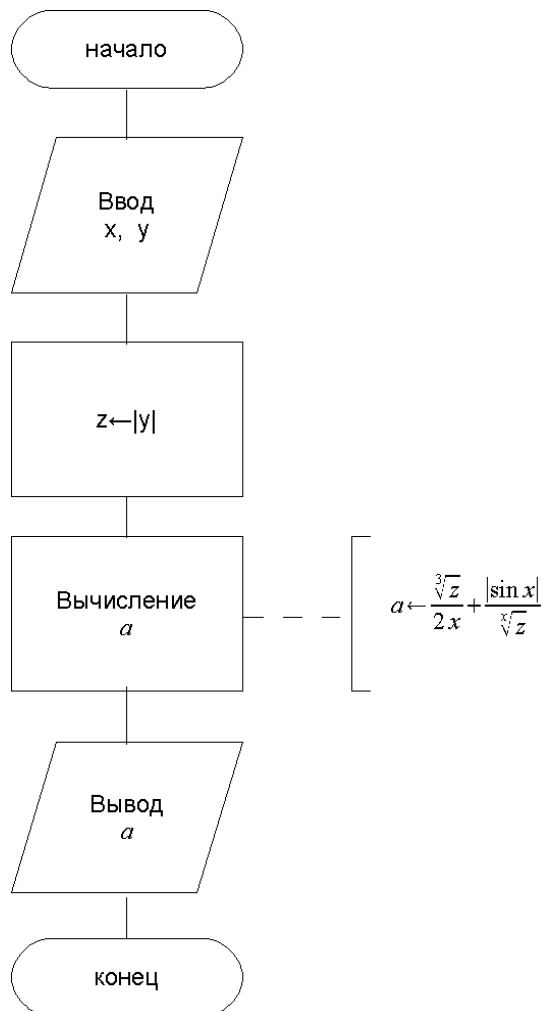 начало
Ввод
x, y
z←|y|
Вычисление
a
a ← ∛z / 2x + |sin x| / ˣ√z
Вывод
a
конец